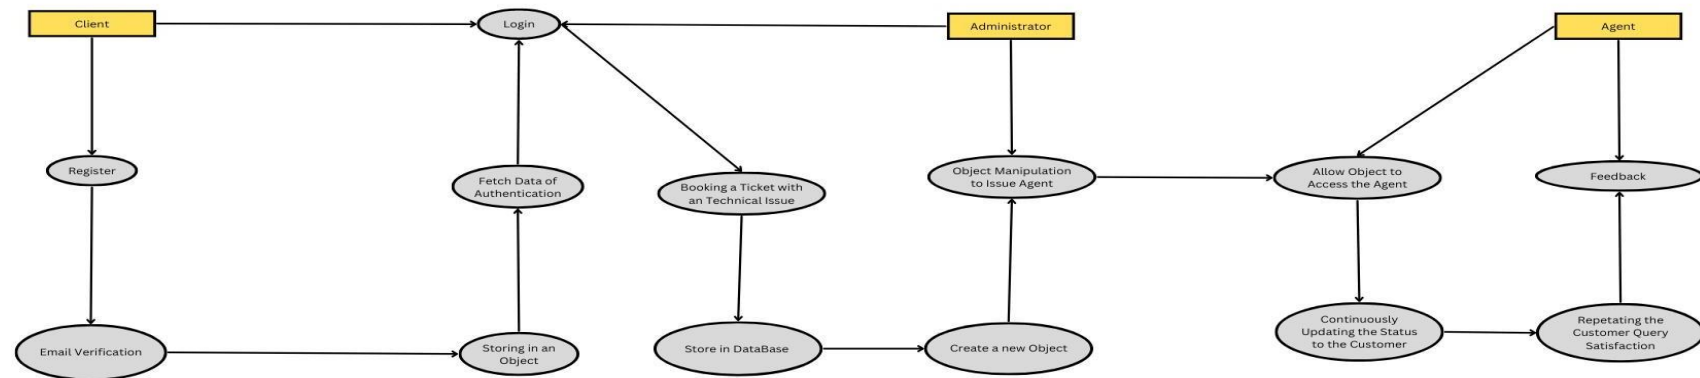 Client
Login
Administrator
Agent
Register
Fetch Data of
Authentication
Booking a Ticket with
an Technical Issue
Object Manipulation
to Issue Agent
Allow Object to
Access the Agent
Feedback
Email Verification
Storing in an
Object
Store in DataBase
Create a new Object
Continuously
Updating the Status
to the Customer
Repetating the
Customer Query
Satisfaction